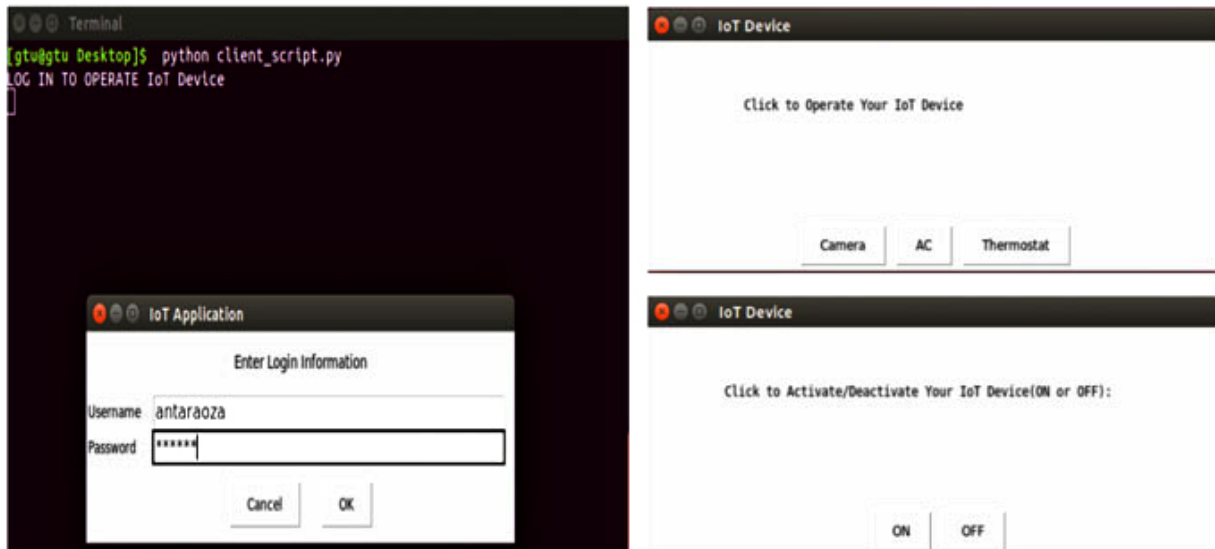 Terminal
[gtu@gtu Desktop]$ python client_script.py
LOG IN TO OPERATE IoT Device
IoT Application
Enter Login Information
Username antaraoza
Password ******
Cancel OK
IoT Device
Click to Operate Your IoT Device
Camera AC Thermostat
IoT Device
Click to Activate/Deactivate Your IoT Device(ON or OFF):
ON OFF